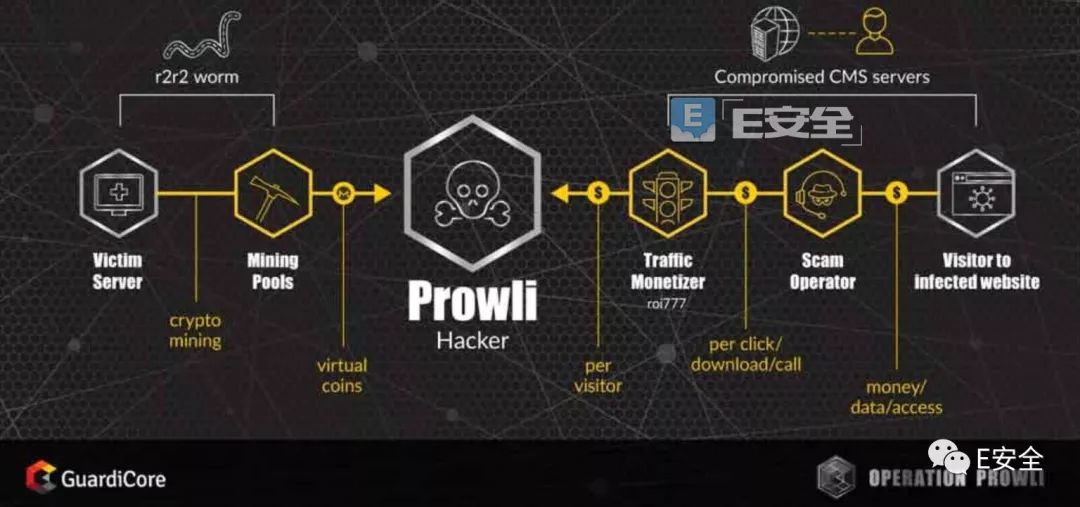 r2r2 worm
Compromised CMS servers
E E安全
Victim
Server
Mining
Pools
Prowli
Hacker
Traffic
Monetizer
roi777
Scam
Operator
Visitor to
infected website
crypto
mining
virtual
coins
per
visitor
per click/
download/call
money/
data/access
GuardiCore
E安全
OPERATION PROWLI